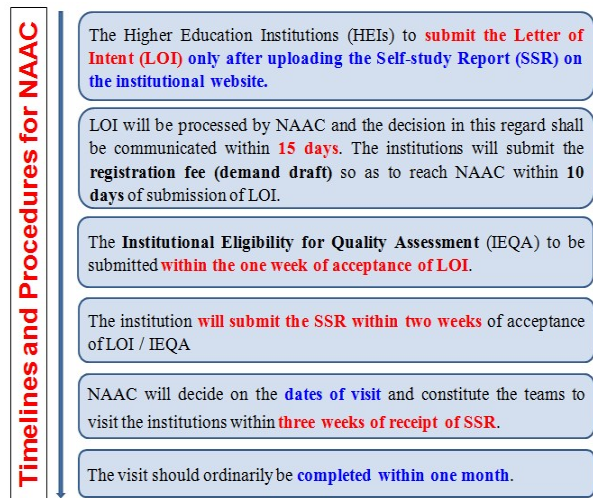 Timelines and Procedures for NAAC
The Higher Education Institutions (HEIs) to submit the Letter of
Intent (LOI) only after uploading the Self-study Report (SSR) on
the institutional website.
LOI will be processed by NAAC and the decision in this regard shall
be communicated within 15 days. The institutions will submit the
registration fee (demand draft) so as to reach NAAC within 10
days of submission of LOI.
The Institutional Eligibility for Quality Assessment (IEQA) to be
submitted within the one week of acceptance of LOI.
The institution will submit the SSR within two weeks of acceptance
of LOI / IEQA
NAAC will decide on the dates of visit and constitute the teams to
visit the institutions within three weeks of receipt of SSR.
The visit should ordinarily be completed within one month.